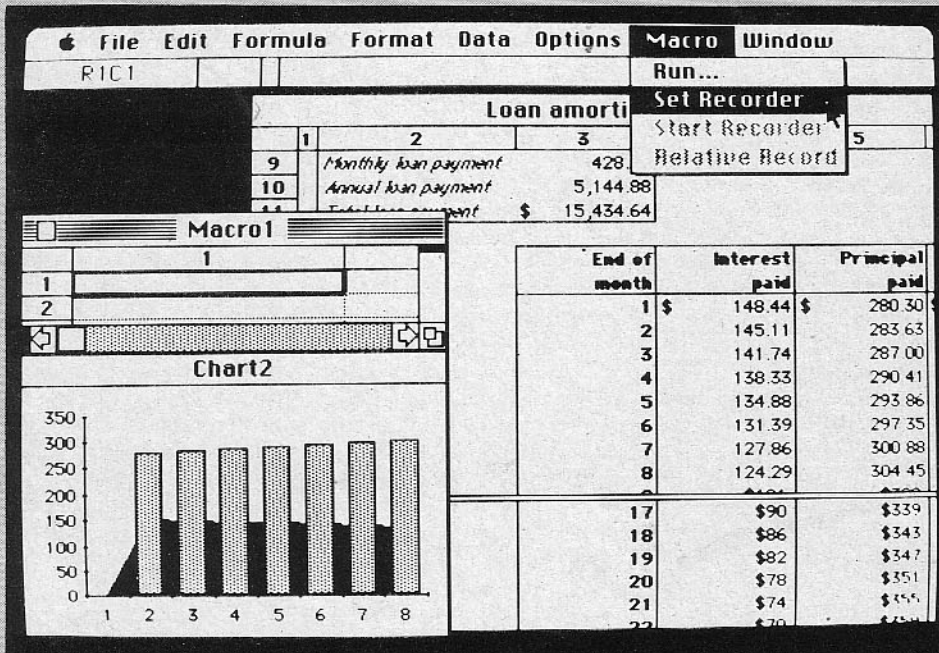 File Edit Formula Format Data Options Macro Window
R1C1
Run...
Set Recorder
Start Recorder
Relative Record
Loan amorti
1 2 3 5
9 Monthly loan payment 428.
10 Annual loan payment 5,144.88
11 Total loan payment $ 15,434.64
Macro1
1
1
2
End of month Interest paid Principal paid
1 $ 148.44 $ 280.30 $
2 145.11 283 63
3 141.74 287 00
4 138.33 290 41
5 134.88 293 86
6 131.39 297 35
7 127.86 300 88
8 124.29 304 45
17 $90 $339
18 $86 $343
19 $82 $347
20 $78 $351
21 $74 $355
22 $70
Chart2
350
300
250
200
150
100
50
0
1 2 3 4 5 6 7 8